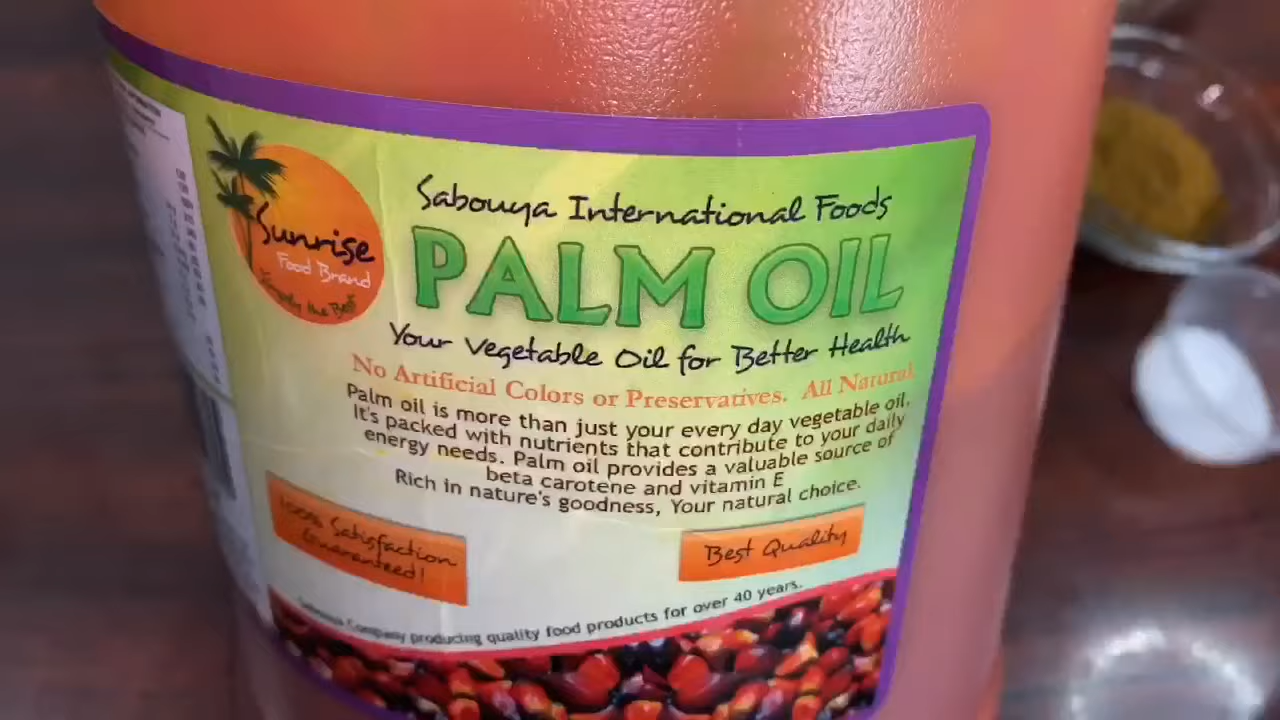 Sunrise
Food Brand
Simply the Best
Sabouya International Foods
PALM OIL
Your Vegetable Oil for Better Health
No Artificial Colors or Preservatives. All Natural.
Palm oil is more than just your every day vegetable oil.
It's packed with nutrients that contribute to your daily
energy needs. Palm oil provides a valuable source of
beta carotene and vitamin E
Rich in nature's goodness, Your natural choice.
100% Satisfaction
Guaranteed!
Best Quality
Company producing quality food products for over 40 years.